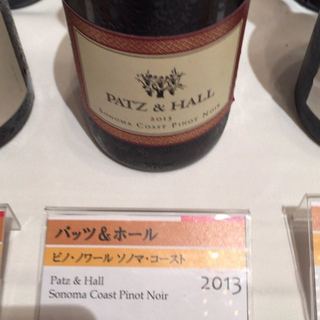 PATZ & HALL
2013
SONOMA COAST PINOT NOIR
パッツ&ホール
ピノ・ノワール ソノマ・コースト
Patz & Hall
Sonoma Coast Pinot Noir
2013